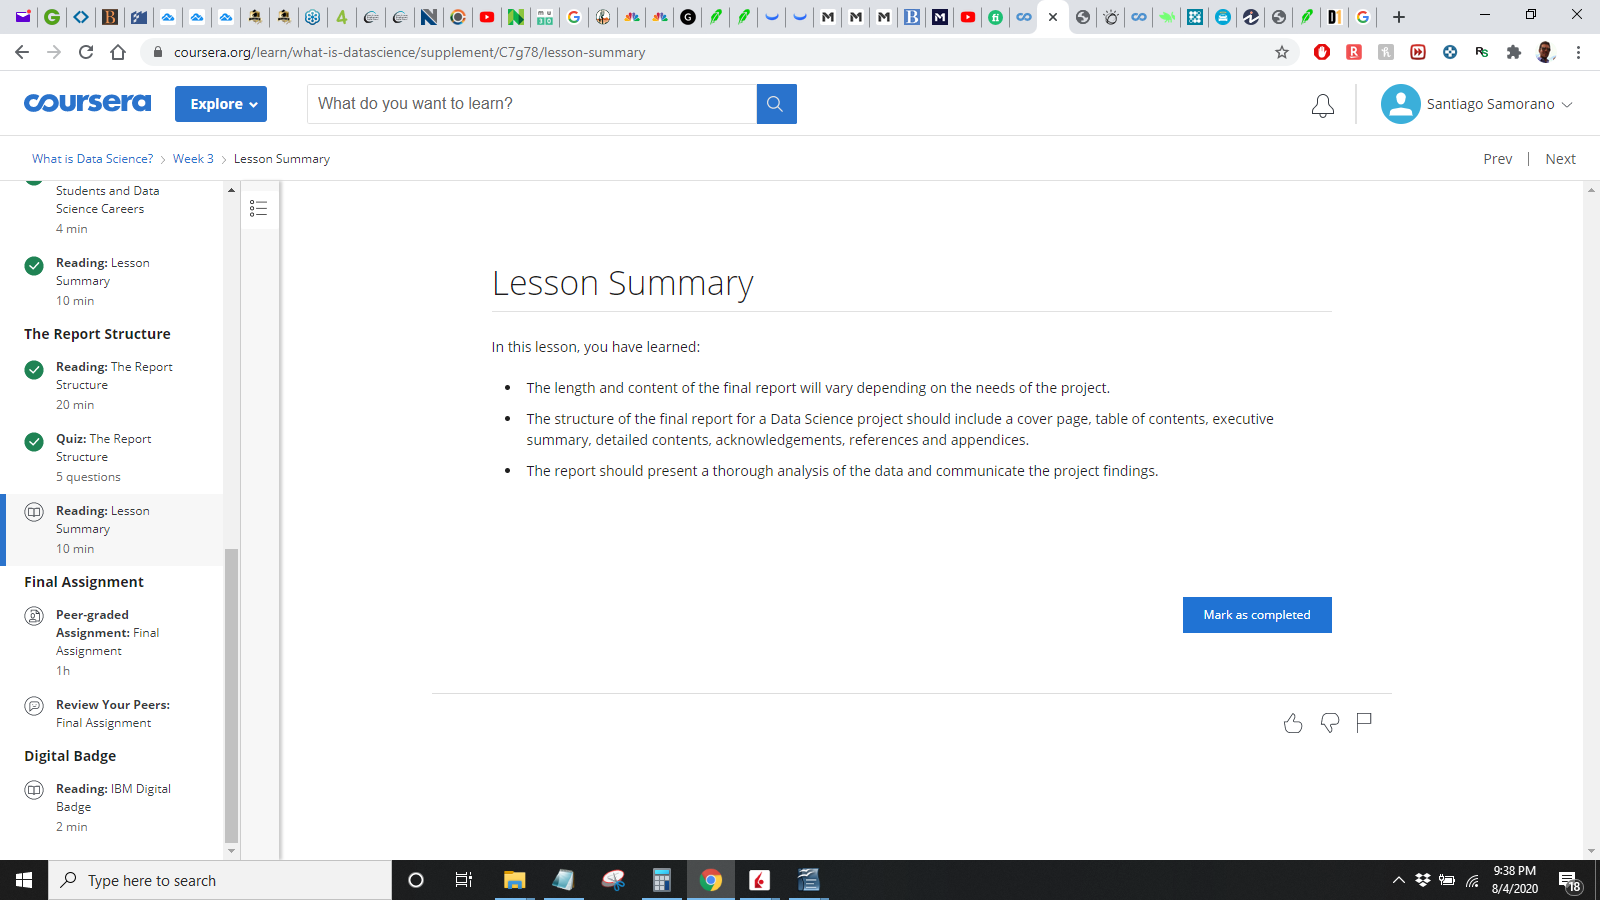 coursera.org/learn/what-is-datascience/supplement/C7g78/lesson-summary
coursera
Explore
What do you want to learn?
Santiago Samorano
What is Data Science? > Week 3 > Lesson Summary
Prev | Next
Students and Data
Science Careers
4 min
Reading: Lesson
Summary
10 min
The Report Structure
Reading: The Report
Structure
20 min
Quiz: The Report
Structure
5 questions
Reading: Lesson
Summary
10 min
Final Assignment
Peer-graded
Assignment: Final
Assignment
1h
Review Your Peers:
Final Assignment
Digital Badge
Reading: IBM Digital
Badge
2 min
Lesson Summary
In this lesson, you have learned:
• The length and content of the final report will vary depending on the needs of the project.
• The structure of the final report for a Data Science project should include a cover page, table of contents, executive
summary, detailed contents, acknowledgements, references and appendices.
• The report should present a thorough analysis of the data and communicate the project findings.
Mark as completed
Type here to search
9:38 PM
8/4/2020
18